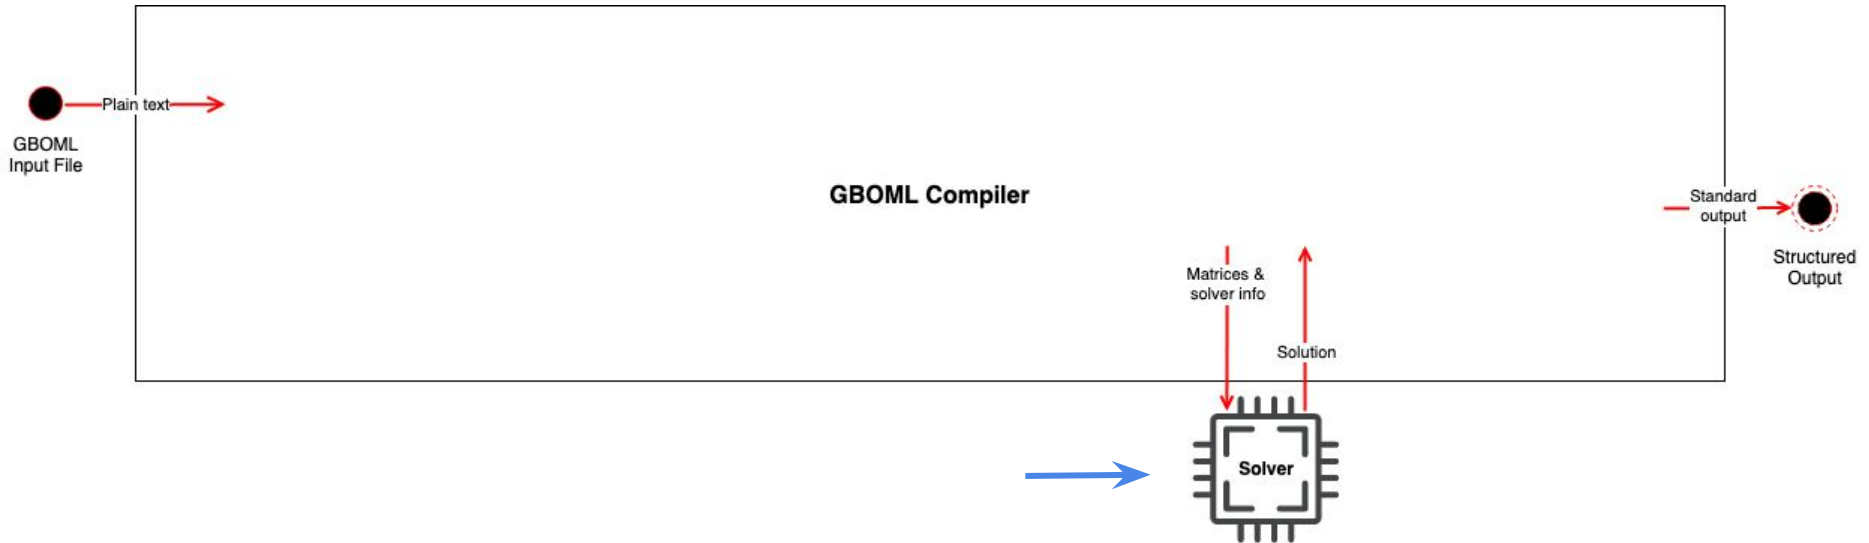 Plain text
GBOML
Input File
GBOML Compiler
Standard
output
Structured
Output
Matrices &
solver info
Solution
Solver